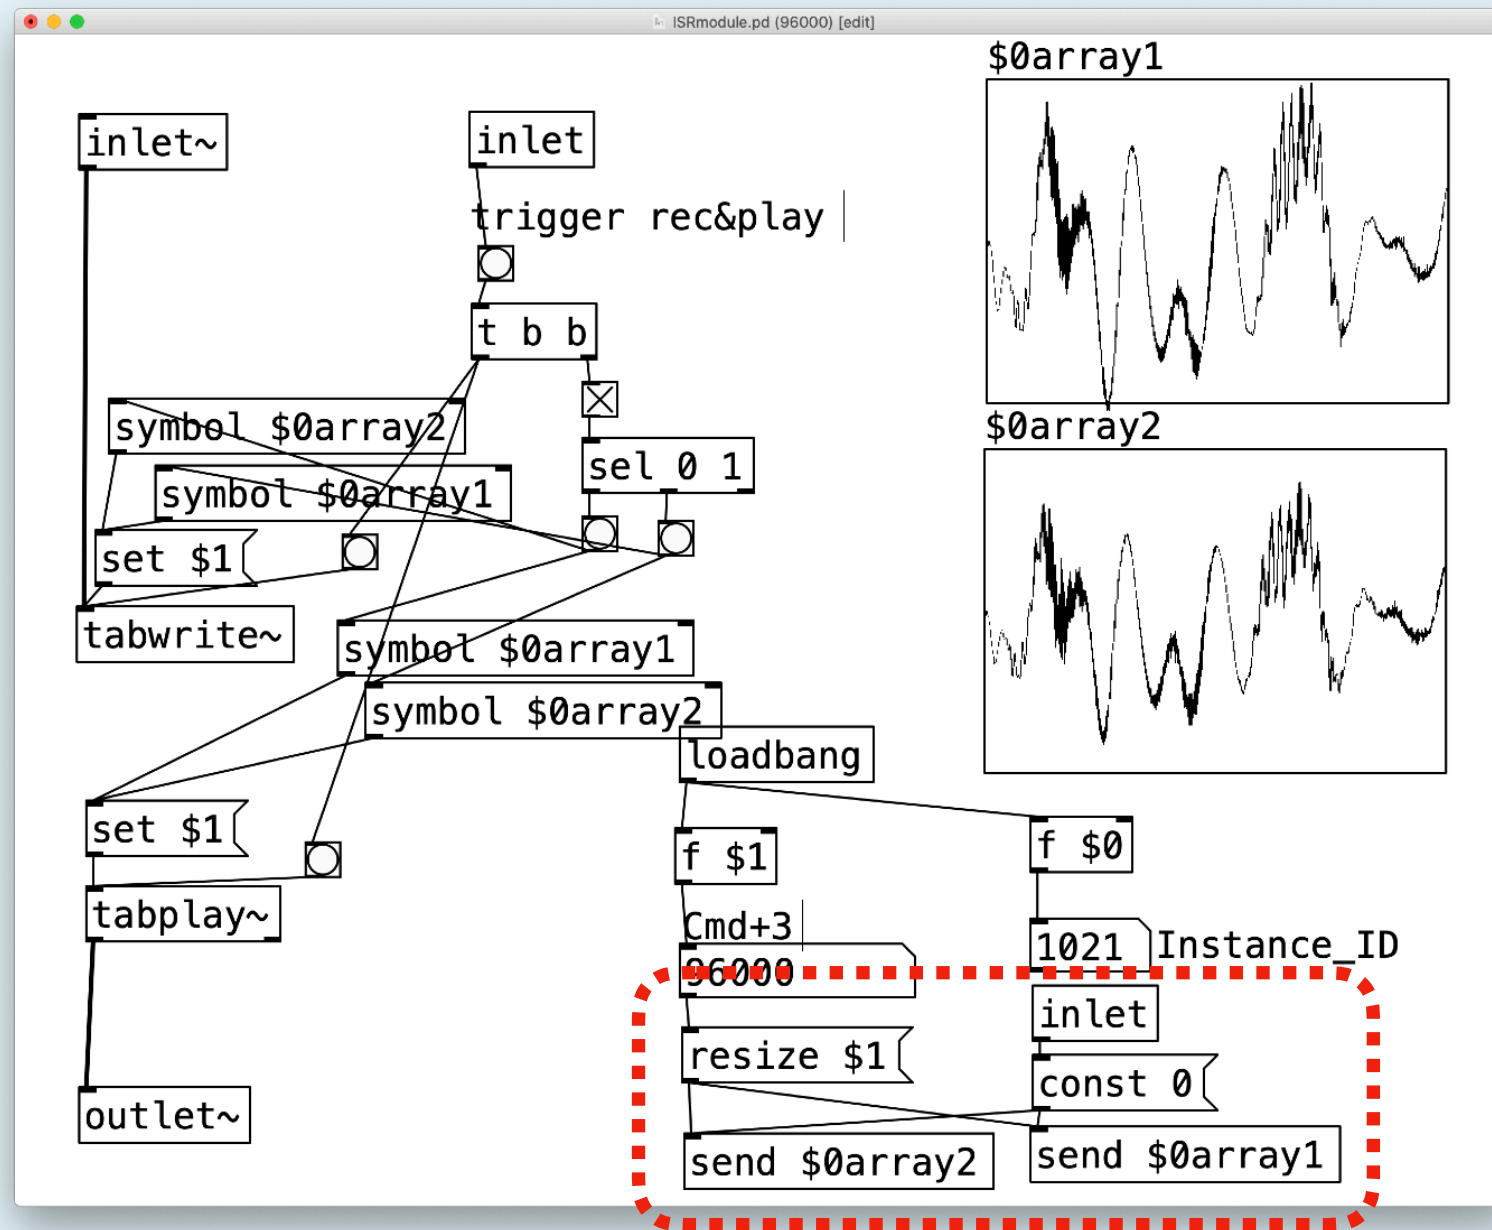 ISRmodule.pd (96000) [edit]
$0array1
inlet~
inlet
trigger rec&play
t b b
symbol $0array2
$0array2
sel 0 1
symbol $0array1
set $1
tabwrite~
symbol $0array1
symbol $0array2
loadbang
set $1
f $1
f $0
tabplay~
Cmd+3
1021
Instance_ID
96000
inlet
resize $1
const 0
outlet~
send $0array2
send $0array1